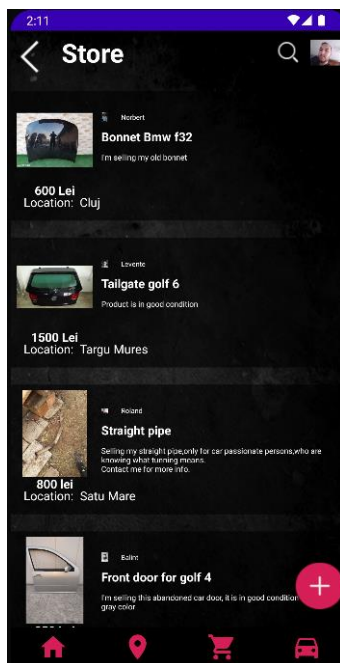 2:11
Store
Norbert
Bonnet Bmw f32
I'm selling my old bonnet
600 Lei
Location: Cluj
Levente
Tailgate golf 6
Product is in good condition
1500 Lei
Location: Targu Mures
Roland
Straight pipe
Selling my straight pipe,only for car passionate persons,who are
knowing what tunning means.
Contact me for more info.
800 lei
Location: Satu Mare
Balint
Front door for golf 4
I'm selling this abandoned car door, it is in good condition
gray color